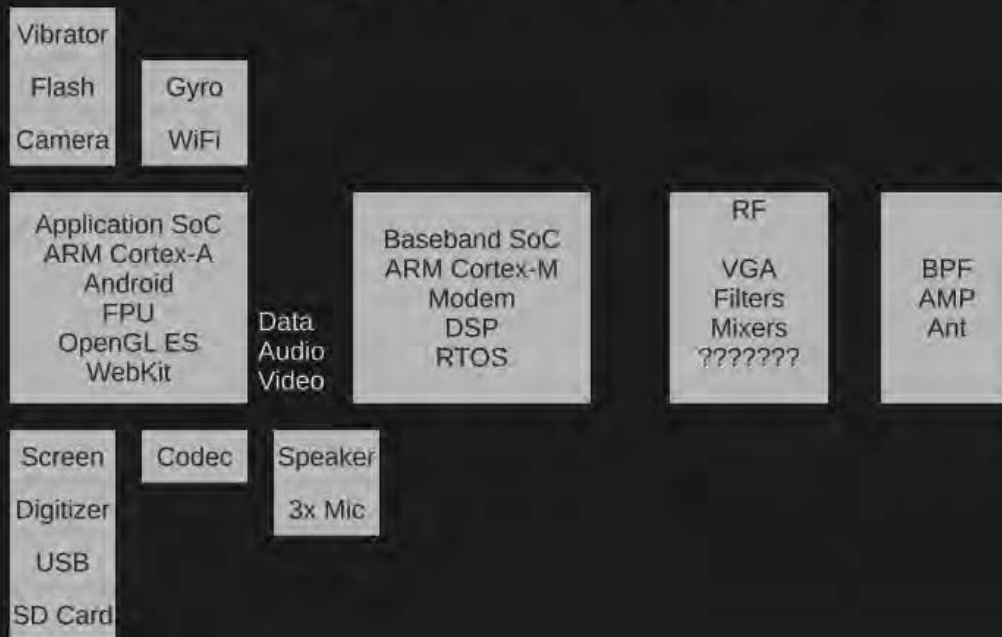 Vibrator
Flash
Camera
Gyro
WiFi
Application SoC
ARM Cortex-A
Android
FPU
OpenGL ES
WebKit
Data
Audio
Video
Baseband SoC
ARM Cortex-M
Modem
DSP
RTOS
RF
VGA
Filters
Mixers
???????
BPF
AMP
Ant
Screen
Digitizer
USB
SD Card
Codec
Speaker
3x Mic